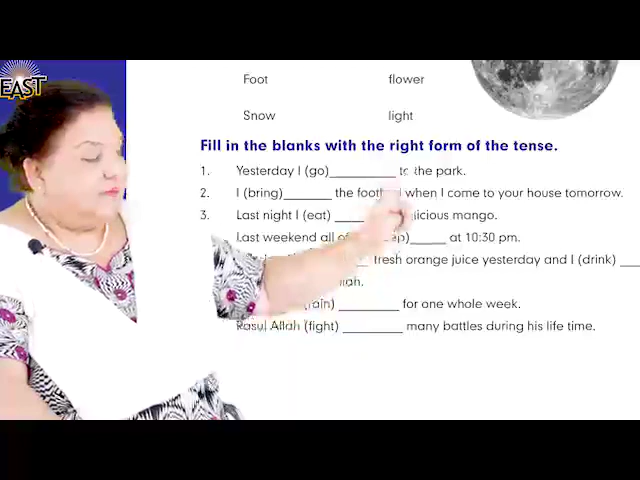 EAST
Foot flower
Snow light
Fill in the blanks with the right form of the tense.
1. Yesterday I (go)__________ to the park.
2. I (bring)_______ the when I come to your house tomorrow.
3. Last night I (eat) ____ mango.
Last weekend all of _____ at 10:30 pm.
fresh orange juice yesterday and I (drink) ___
________ for one whole week.
Rasul Allah (fight) _________ many battles during his life time.